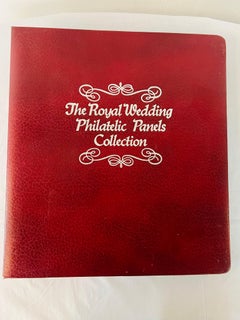 The Royal Wedding
Philatelic Panels
Collection